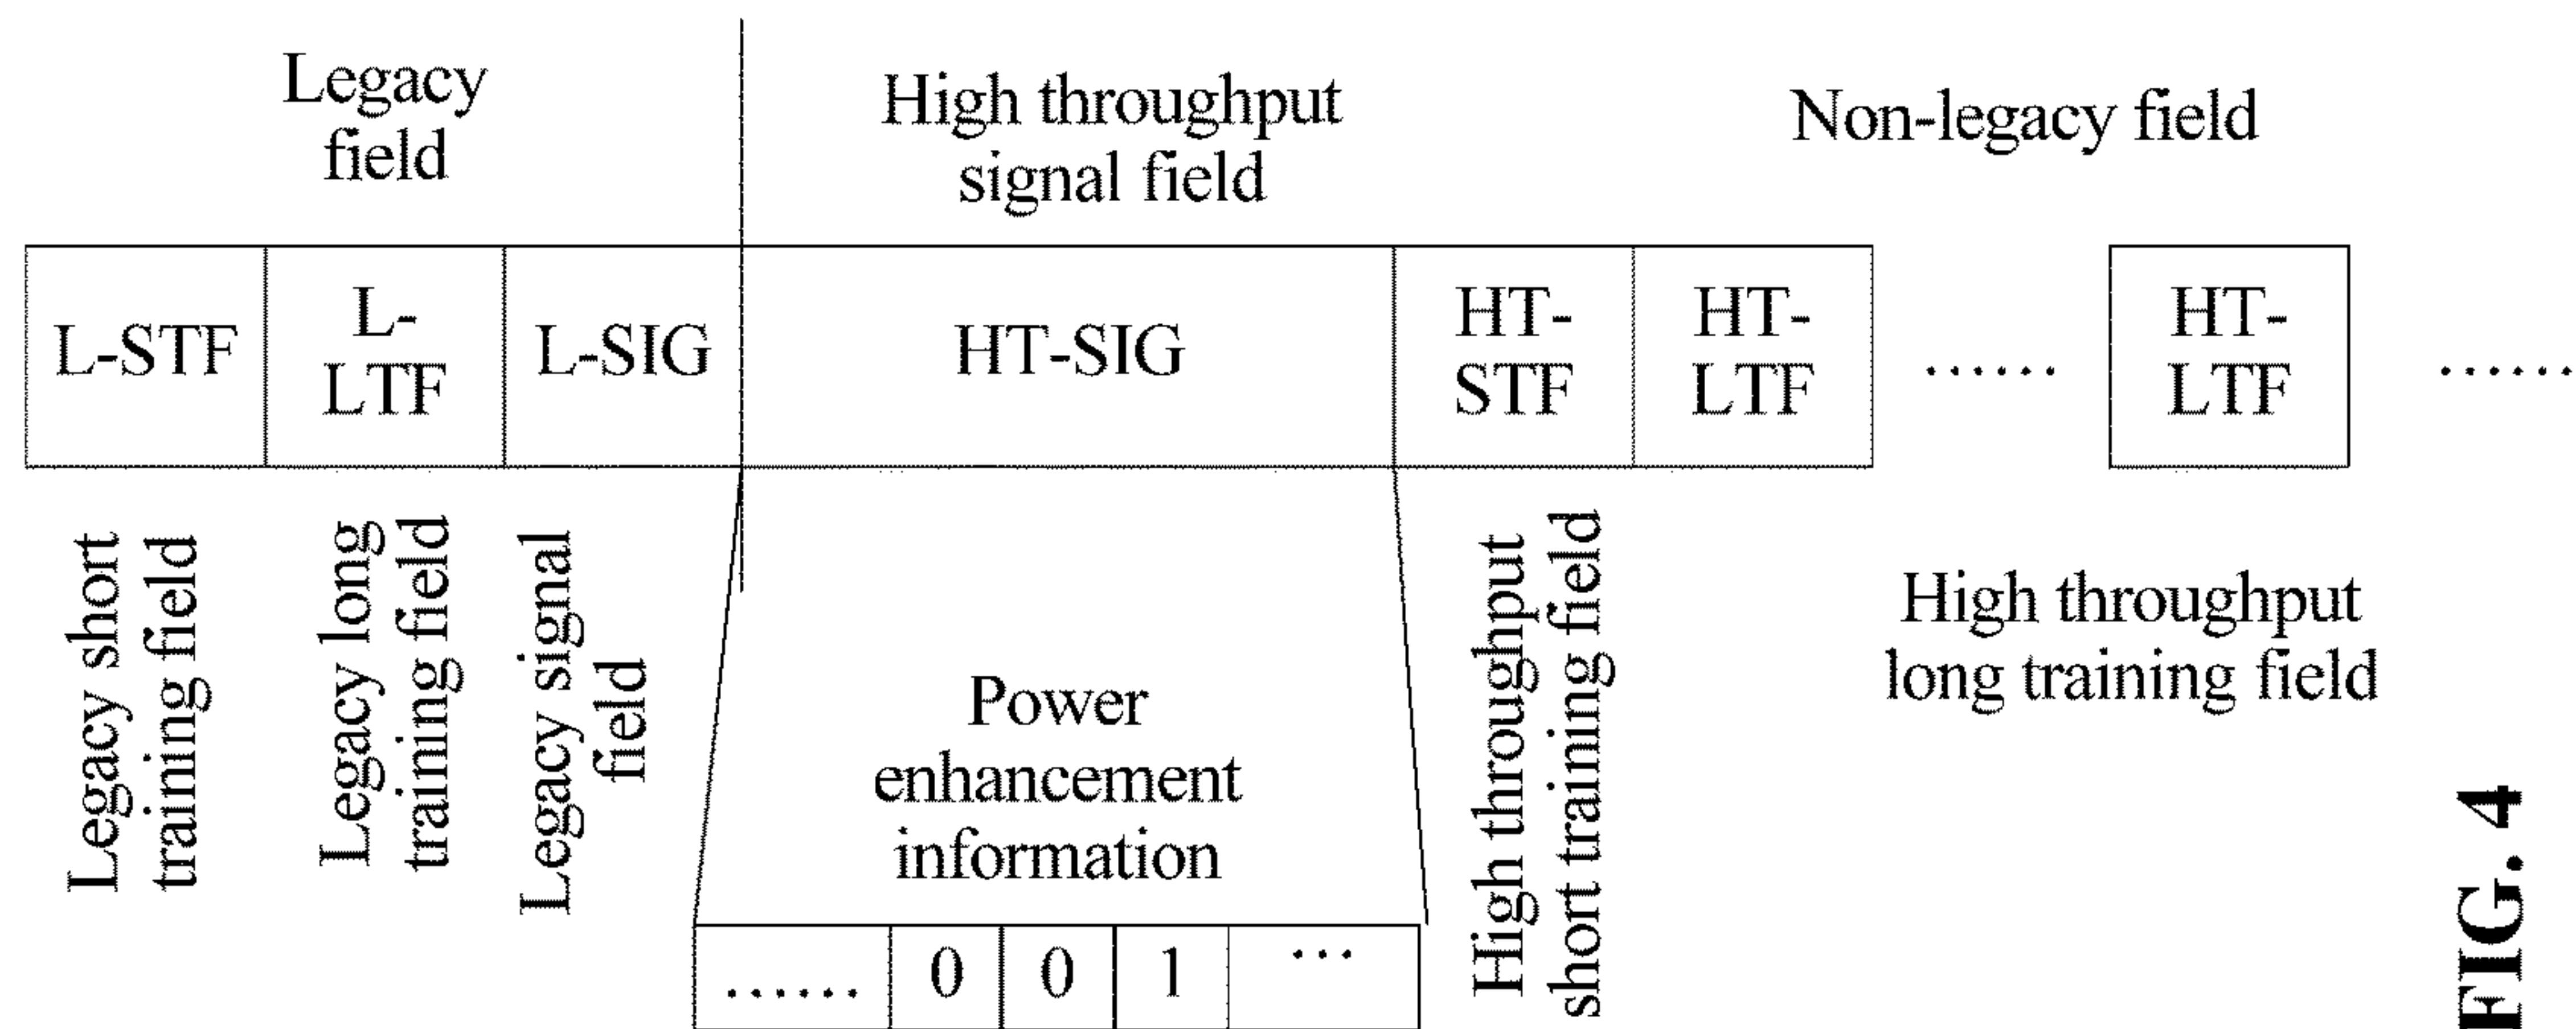 Legacy
field
High throughput
signal field
Non-legacy field
L-STF
L-
LTF
L-SIG
HT-SIG
HT-
STF
HT-
LTF
......
HT-
LTF
......
Legacy short
training field
Legacy long
training field
Legacy signal
field
Power
enhancement
information
High throughput
short training field
High throughput
long training field
......
0
0
1
...
FIG. 4